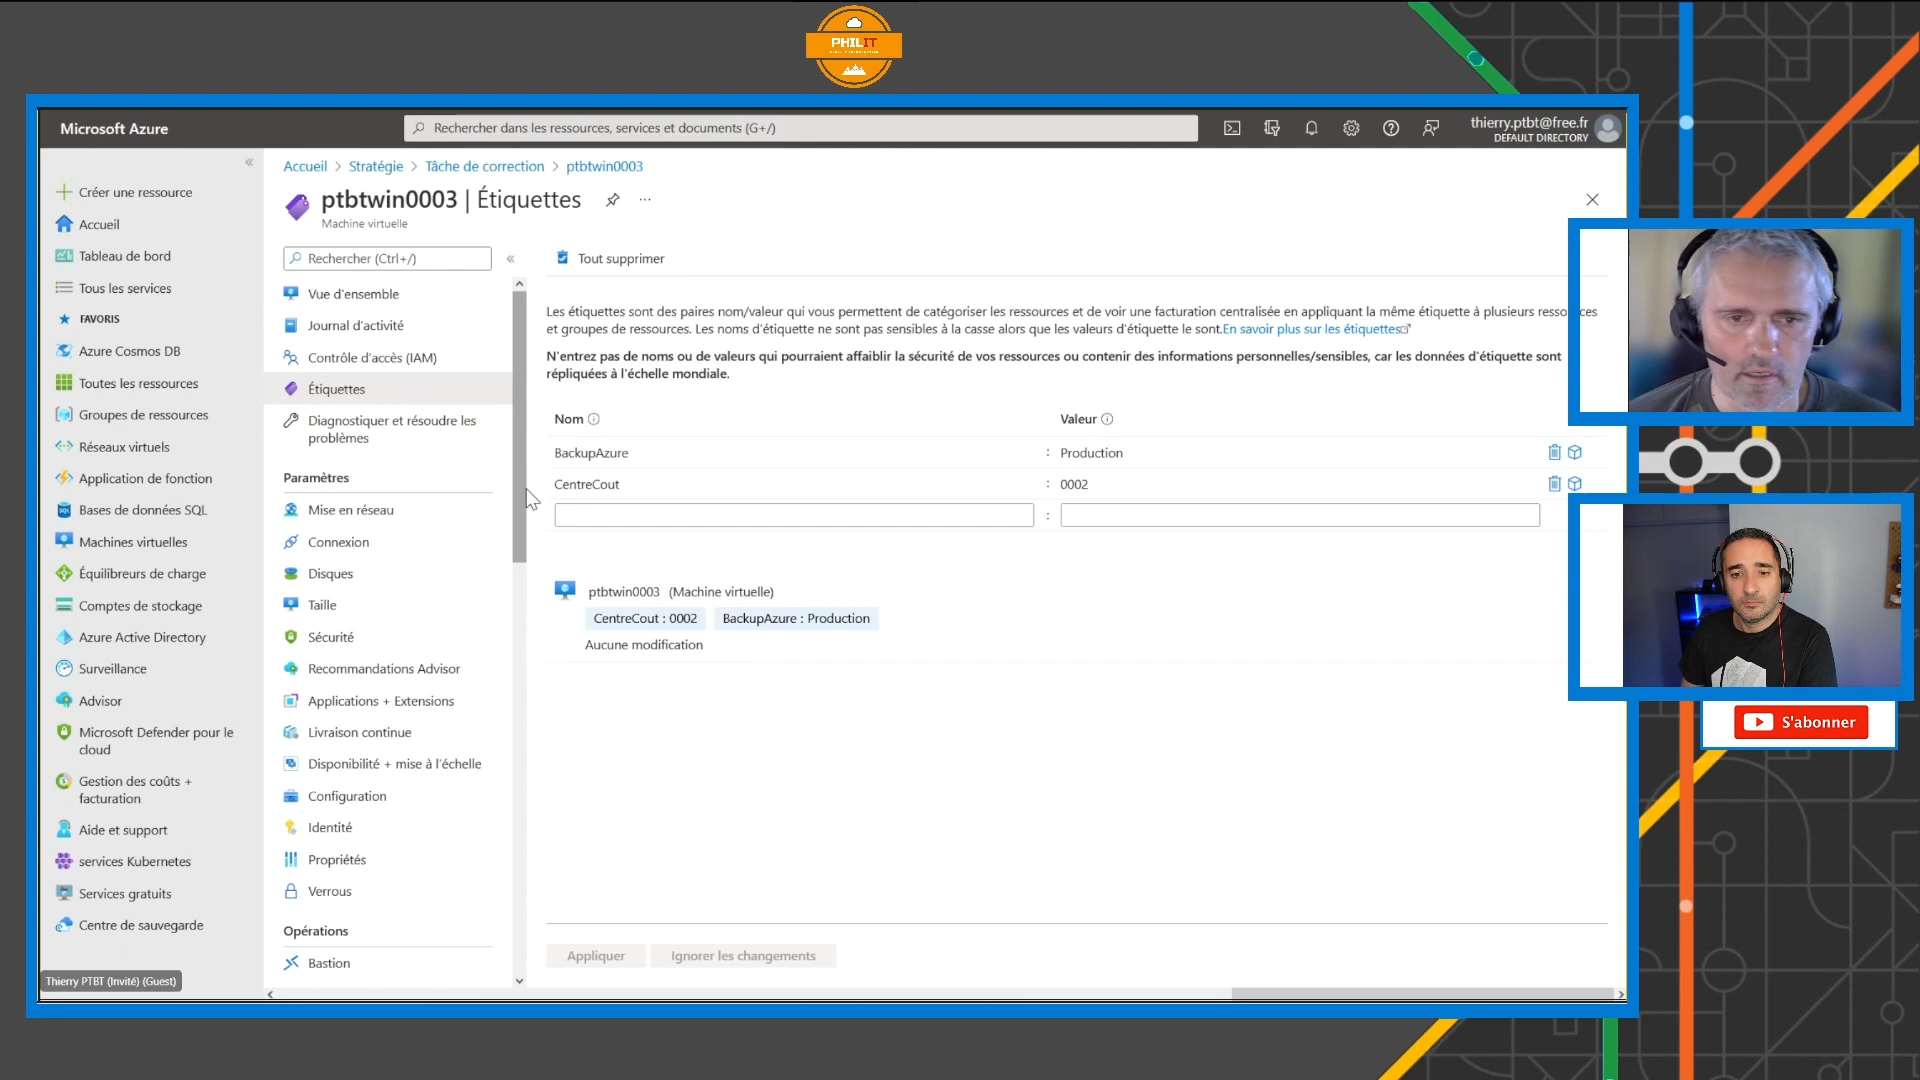 PHILIT
Microsoft Azure
Rechercher dans les ressources, services et documents (G+/)
thierry.ptbt@free.fr
DEFAULT DIRECTORY
Créer une ressource
Accueil
Tableau de bord
Tous les services
FAVORIS
Azure Cosmos DB
Toutes les ressources
Groupes de ressources
Réseaux virtuels
Application de fonction
Bases de données SQL
Machines virtuelles
Équilibreurs de charge
Comptes de stockage
Azure Active Directory
Surveillance
Advisor
Microsoft Defender pour le
cloud
Gestion des coûts +
facturation
Aide et support
services Kubernetes
Services gratuits
Centre de sauvegarde
Thierry PTBT (Invité) (Guest)
Accueil > Stratégie > Tâche de correction > ptbtwin0003
ptbtwin0003 | Étiquettes
Machine virtuelle
Rechercher (Ctrl+/)
Vue d'ensemble
Journal d'activité
Contrôle d'accès (IAM)
Étiquettes
Diagnostiquer et résoudre les
problèmes
Paramètres
Mise en réseau
Connexion
Disques
Taille
Sécurité
Recommandations Advisor
Applications + Extensions
Livraison continue
Disponibilité + mise à l'échelle
Configuration
Identité
Propriétés
Verrous
Opérations
Bastion
Tout supprimer
Les étiquettes sont des paires nom/valeur qui vous permettent de catégoriser les ressources et de voir une facturation centralisée en appliquant la même étiquette à plusieurs ressources
et groupes de ressources. Les noms d'étiquette ne sont pas sensibles à la casse alors que les valeurs d'étiquette le sont.En savoir plus sur les étiquettes
N'entrez pas de noms ou de valeurs qui pourraient affaiblir la sécurité de vos ressources ou contenir des informations personnelles/sensibles, car les données d'étiquette sont
répliquées à l'échelle mondiale.
Nom Valeur
BackupAzure : Production
CentreCout : 0002
:
ptbtwin0003 (Machine virtuelle)
CentreCout : 0002 BackupAzure : Production
Aucune modification
Appliquer Ignorer les changements
S'abonner